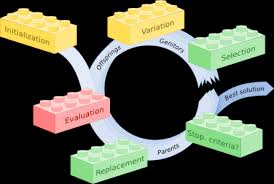 Initialization
Variation
Selection
Offsprings
Genitors
Evaluation
Best solution
Stop. criteria?
Parents
Replacement